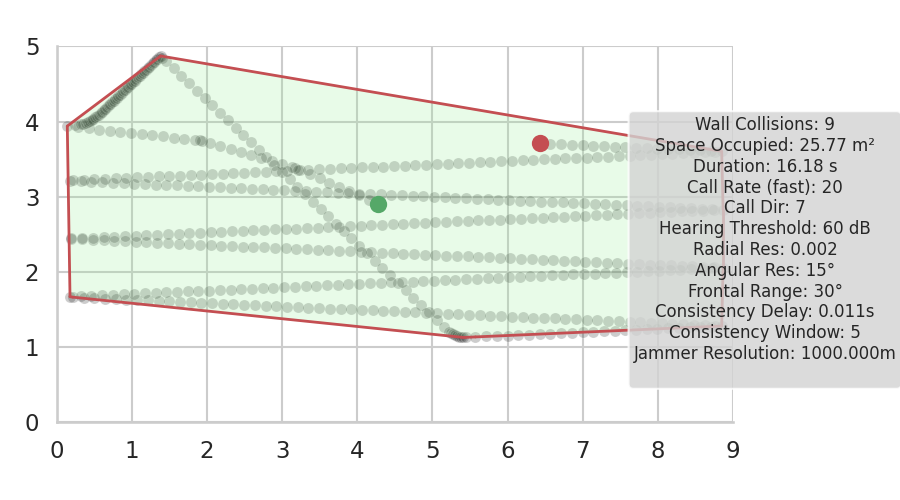 5
4
3
2
1
0
0 1 2 3 4 5 6 7 8 9
Wall Collisions: 9
Space Occupied: 25.77 m²
Duration: 16.18 s
Call Rate (fast): 20
Call Dir: 7
Hearing Threshold: 60 dB
Radial Res: 0.002
Angular Res: 15°
Frontal Range: 30°
Consistency Delay: 0.011s
Consistency Window: 5
Jammer Resolution: 1000.000m